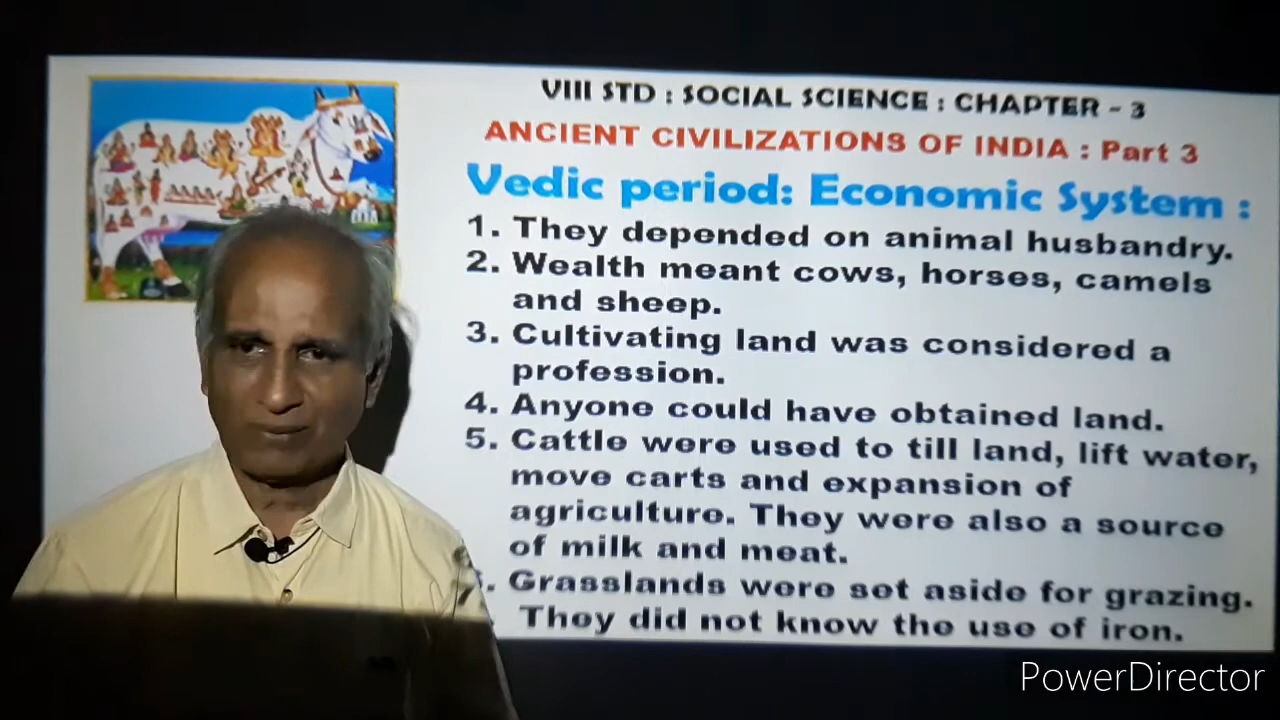 VIII STD : SOCIAL SCIENCE : CHAPTER - 3
ANCIENT CIVILIZATIONS OF INDIA : Part 3
Vedic period: Economic System :
1. They depended on animal husbandry.
2. Wealth meant cows, horses, camels
and sheep.
3. Cultivating land was considered a
profession.
4. Anyone could have obtained land.
5. Cattle were used to till land, lift water,
move carts and expansion of
agriculture. They were also a source
of milk and meat.
. Grasslands were set aside for grazing.
They did not know the use of iron.
PowerDirector